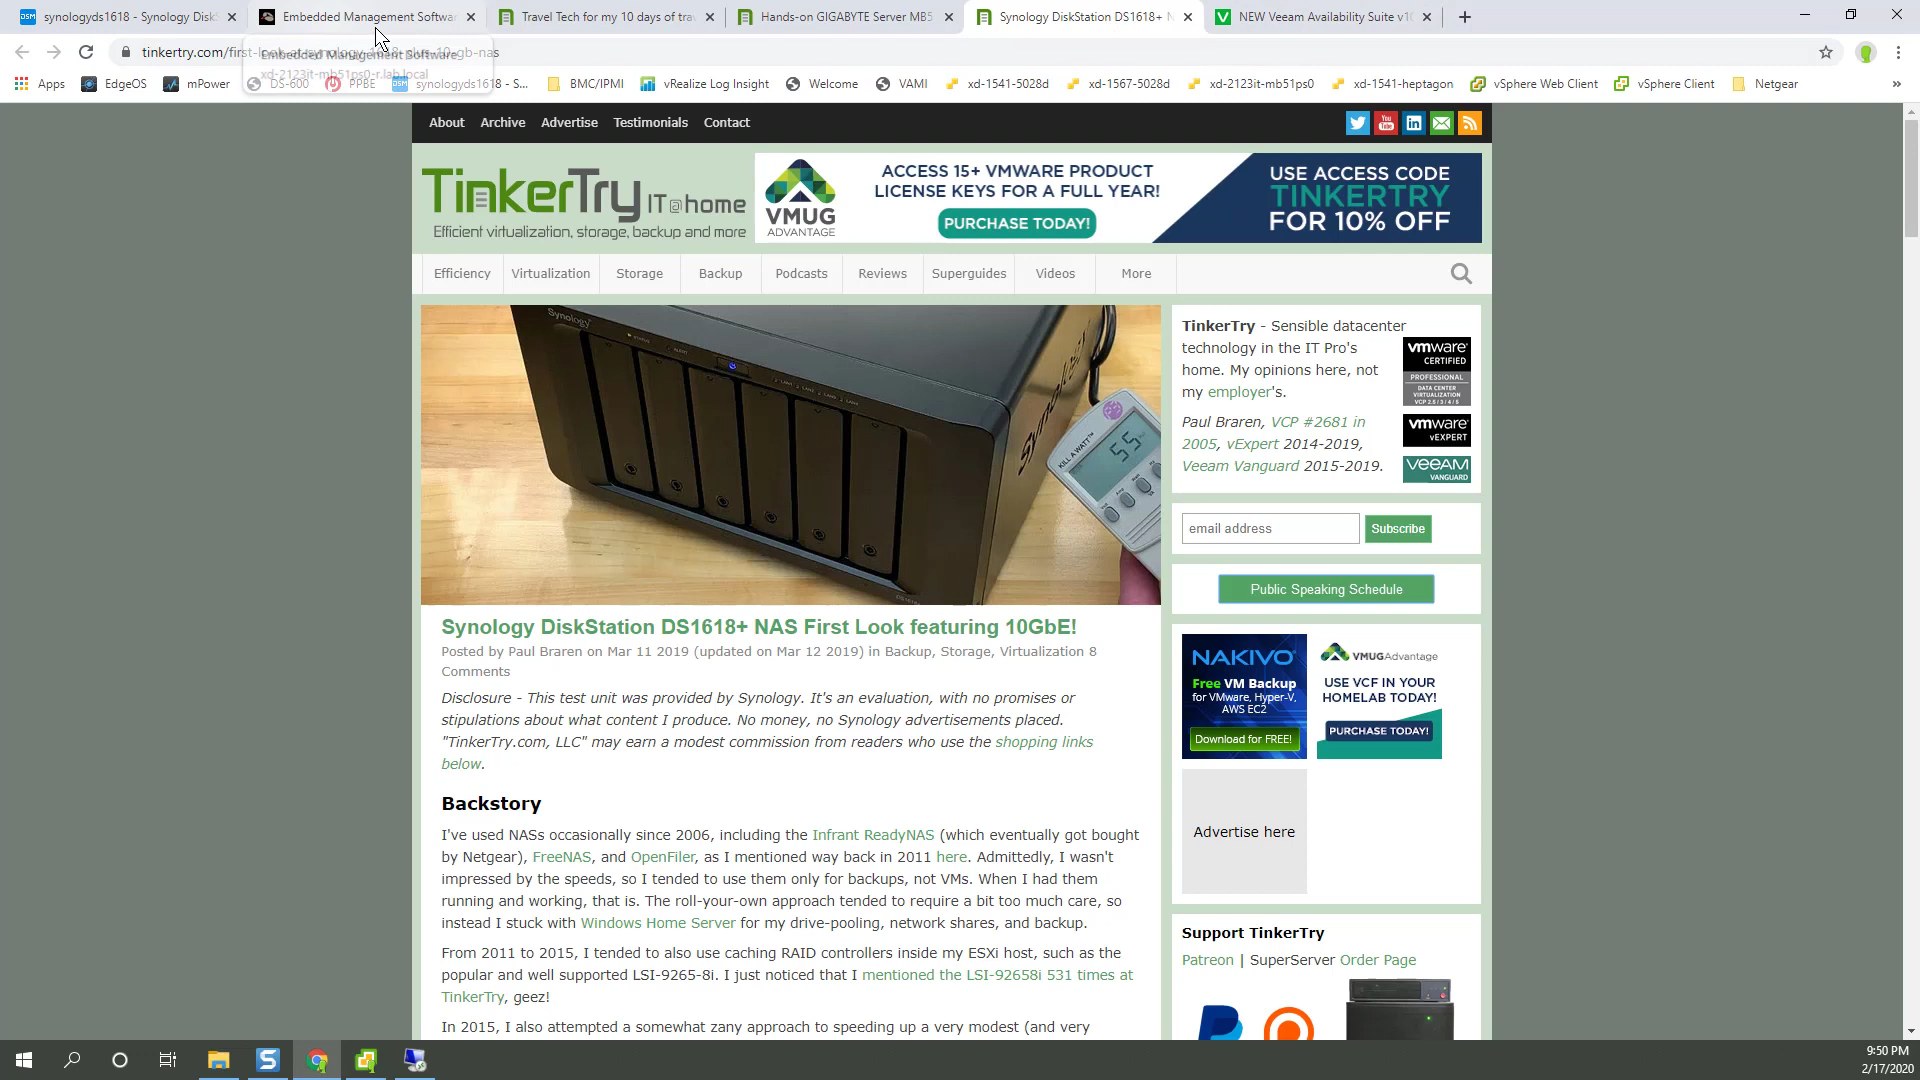 synologyds1618 - Synology Disk
Embedded Management Softwar
Travel Tech for my 10 days of tra
Hands-on GIGABYTE Server MB5
Synology DiskStation DS1618+ N
NEW Veeam Availability Suite v10
Embedded Management Software
xd-2123it-mb51ps0-r.lab.local
Apps
EdgeOS
mPower
DS-600
PPBE
synologyds1618 - S...
BMC/IPMI
vRealize Log Insight
Welcome
VAMI
xd-1541-5028d
xd-1567-5028d
xd-2123it-mb51ps0
xd-1541-heptagon
vSphere Web Client
vSphere Client
Netgear
»
About
Archive
Advertise
Testimonials
Contact
TinkerTry IT@home
Efficient virtualization, storage, backup and more
VMUG
ADVANTAGE
ACCESS 15+ VMWARE PRODUCT
LICENSE KEYS FOR A FULL YEAR!
PURCHASE TODAY!
USE ACCESS CODE
TINKERTRY
FOR 10% OFF
Efficiency
Virtualization
Storage
Backup
Podcasts
Reviews
Superguides
Videos
More
Synology
Synology
KILL A WATT
55
Synology DiskStation DS1618+ NAS First Look featuring 10GbE!
Posted by Paul Braren on Mar 11 2019 (updated on Mar 12 2019) in Backup, Storage, Virtualization 8
Comments
Disclosure - This test unit was provided by Synology. It's an evaluation, with no promises or
stipulations about what content I produce. No money, no Synology advertisements placed.
"TinkerTry.com, LLC" may earn a modest commission from readers who use the shopping links
below.
Backstory
I've used NASs occasionally since 2006, including the Infrant ReadyNAS (which eventually got bought
by Netgear), FreeNAS, and OpenFiler, as I mentioned way back in 2011 here. Admittedly, I wasn't
impressed by the speeds, so I tended to use them only for backups, not VMs. When I had them
running and working, that is. The roll-your-own approach tended to require a bit too much care, so
instead I stuck with Windows Home Server for my drive-pooling, network shares, and backup.
From 2011 to 2015, I tended to also use caching RAID controllers inside my ESXi host, such as the
popular and well supported LSI-9265-8i. I just noticed that I mentioned the LSI-92658i 531 times at
TinkerTry, geez!
In 2015, I also attempted a somewhat zany approach to speeding up a very modest (and very
TinkerTry - Sensible datacenter
technology in the IT Pro's
home. My opinions here, not
my employer's.
vmware
CERTIFIED
PROFESSIONAL
DATA CENTER
VIRTUALIZATION
Paul Braren, VCP #2681 in
2005, vExpert 2014-2019,
Veeam Vanguard 2015-2019.
vmware
vEXPERT
VEEAM
VANGUARD
email address
Subscribe
Public Speaking Schedule
NAKIVO
Free VM Backup
for VMware, Hyper-V,
AWS EC2
Download for FREE!
VMUGAdvantage
USE VCF IN YOUR
HOMELAB TODAY!
PURCHASE TODAY!
Advertise here
Support TinkerTry
Patreon | SuperServer Order Page
9:50 PM
2/17/2020